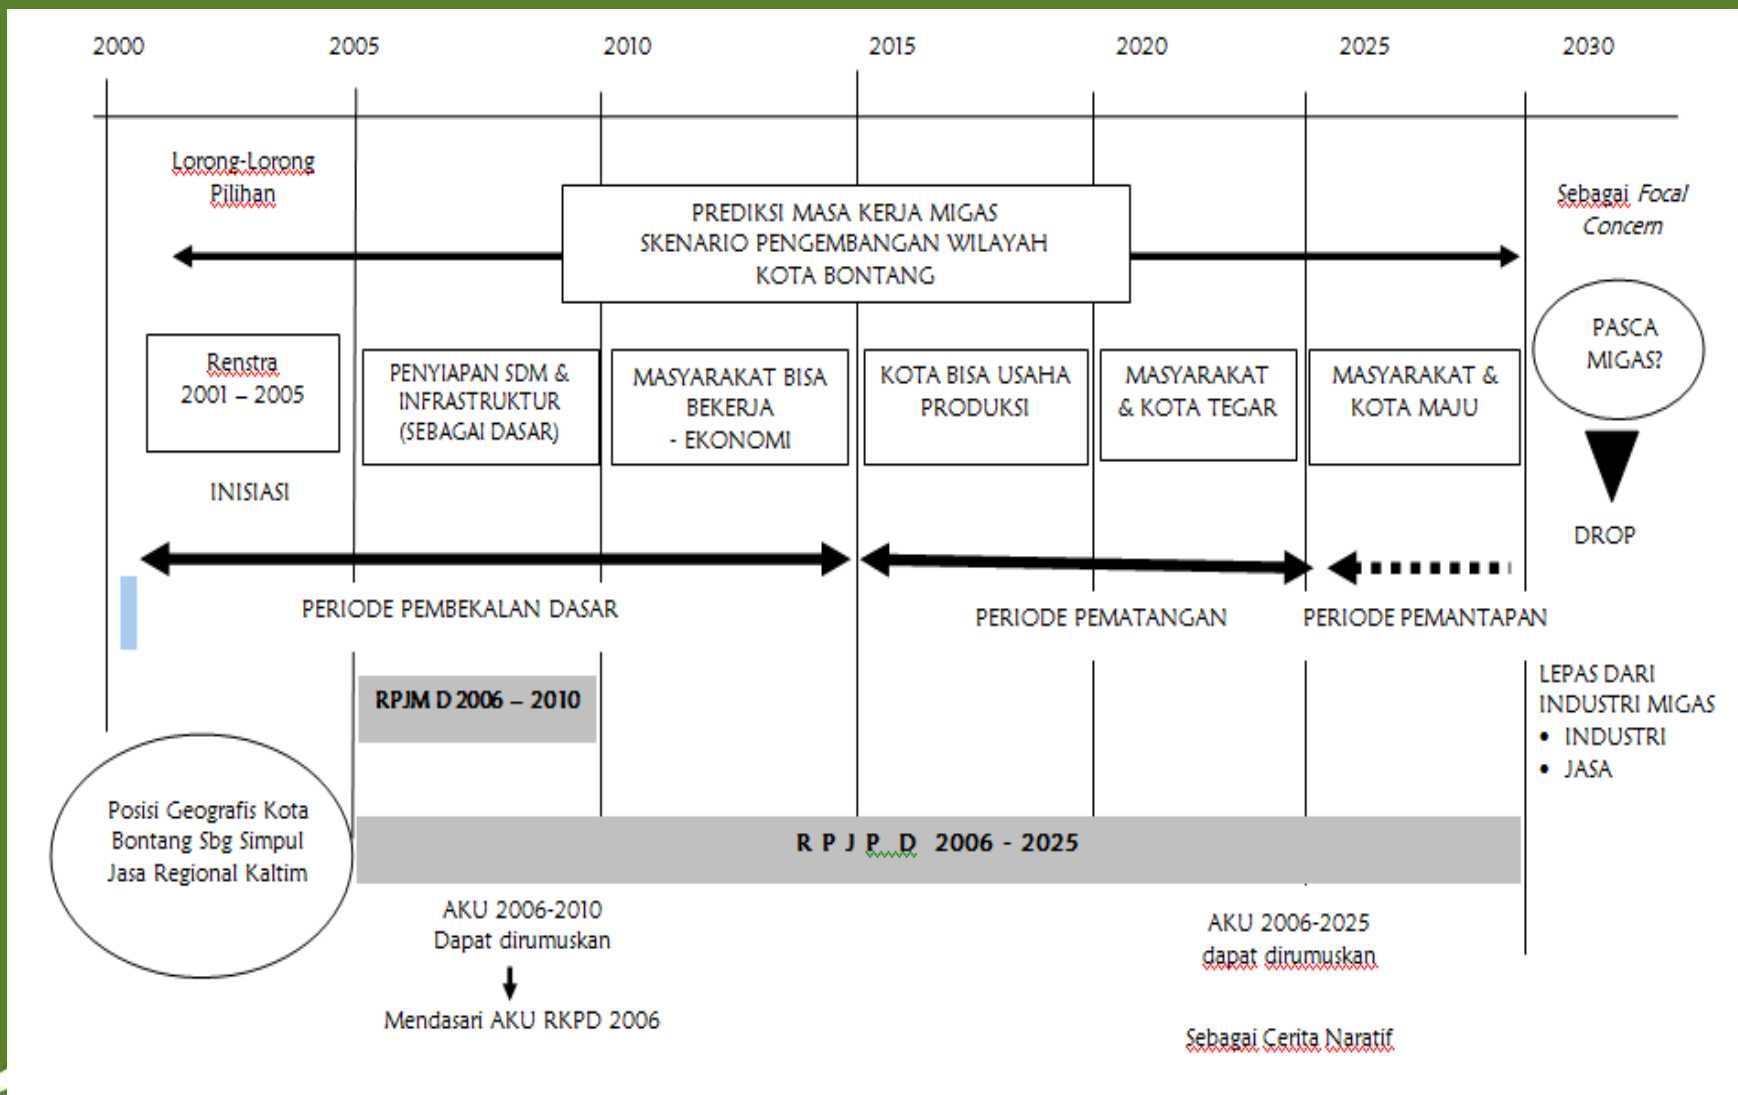 2000 2005 2010 2015 2020 2025 2030
Lorong-Lorong
Pilihan
PREDIKSI MASA KERJA MIGAS
SKENARIO PENGEMBANGAN WILAYAH
KOTA BONTANG
Sebagai Focal
Concern
Renstra
2001 – 2005
PENYIAPAN SDM &
INFRASTRUKTUR
(SEBAGAI DASAR)
MASYARAKAT BISA
BEKERJA
- EKONOMI
KOTA BISA USAHA
PRODUKSI
MASYARAKAT
& KOTA TEGAR
MASYARAKAT &
KOTA MAJU
PASCA
MIGAS?
INISIASI
DROP
PERIODE PEMBEKALAN DASAR
PERIODE PEMATANGAN
PERIODE PEMANTAPAN
RPJM D 2006 – 2010
LEPAS DARI
INDUSTRI MIGAS
• INDUSTRI
• JASA
Posisi Geografis Kota
Bontang Sbg Simpul
Jasa Regional Kaltim
R P J P D 2006 - 2025
AKU 2006-2010
Dapat dirumuskan
Mendasari AKU RKPD 2006
AKU 2006-2025
dapat dirumuskan
Sebagai Cerita Naratif